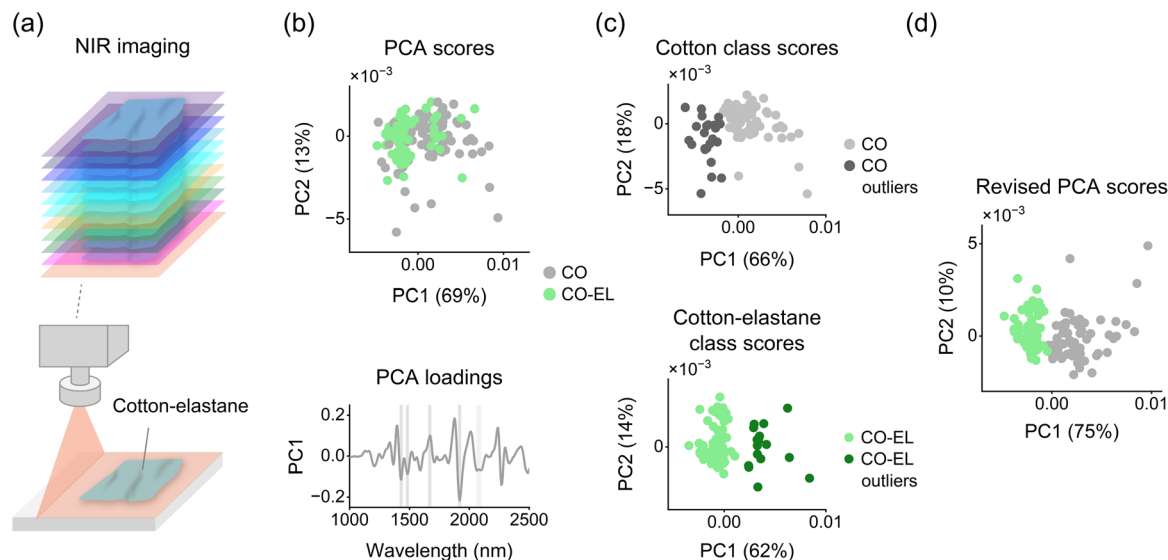 (a)
NIR imaging
Cotton-elastane
(b)
PCA scores
×10⁻³
PC2 (13%)
0
−5
0.00 0.01
PC1 (69%)
CO
CO-EL
PCA loadings
PC1
0.2
0.0
−0.2
1000 1500 2000 2500
Wavelength (nm)
(c)
Cotton class scores
×10⁻³
PC2 (18%)
0
−5
0.00 0.01
PC1 (66%)
CO
CO
outliers
Cotton-elastane
class scores
×10⁻³
PC2 (14%)
0
0.00 0.01
PC1 (62%)
CO-EL
CO-EL
outliers
(d)
Revised PCA scores
×10⁻³
PC2 (10%)
5
0
0.00 0.01
PC1 (75%)